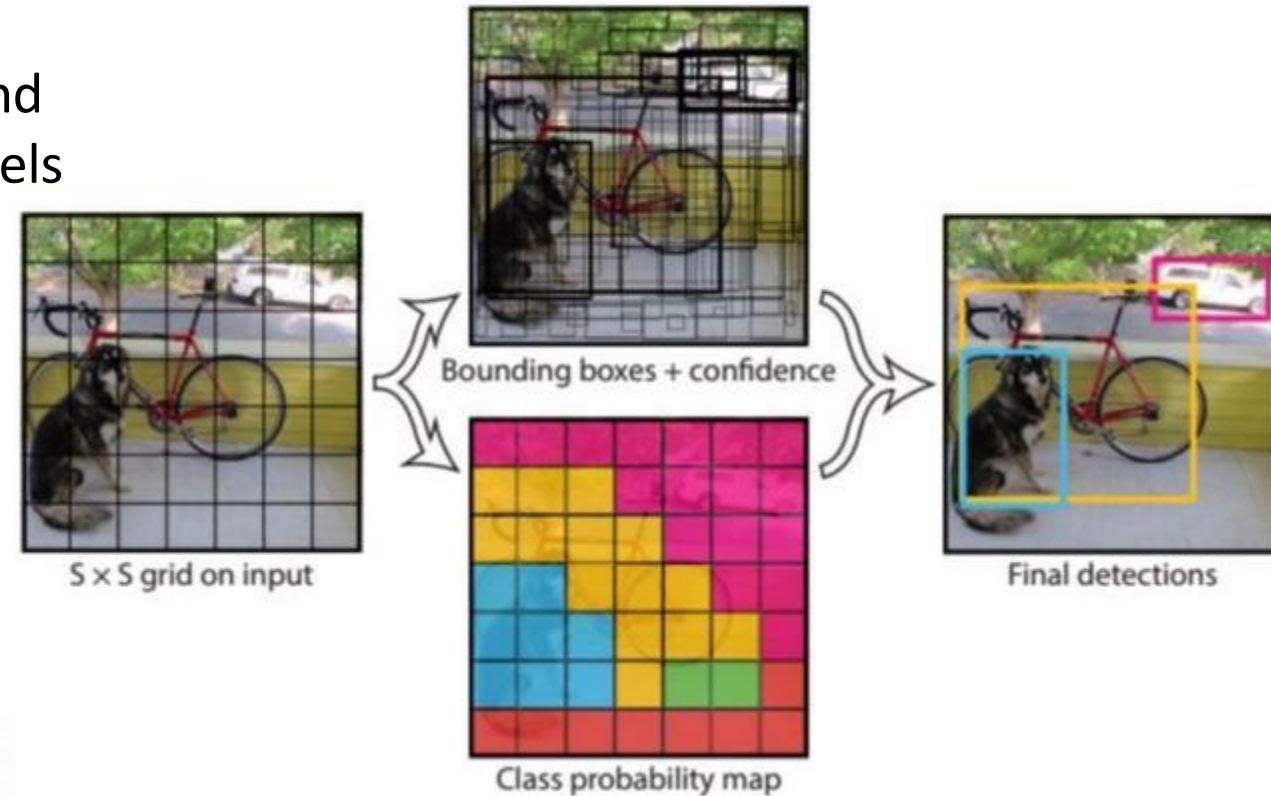 nd
els
Bounding boxes + confidence
S × S grid on input
Final detections
Class probability map